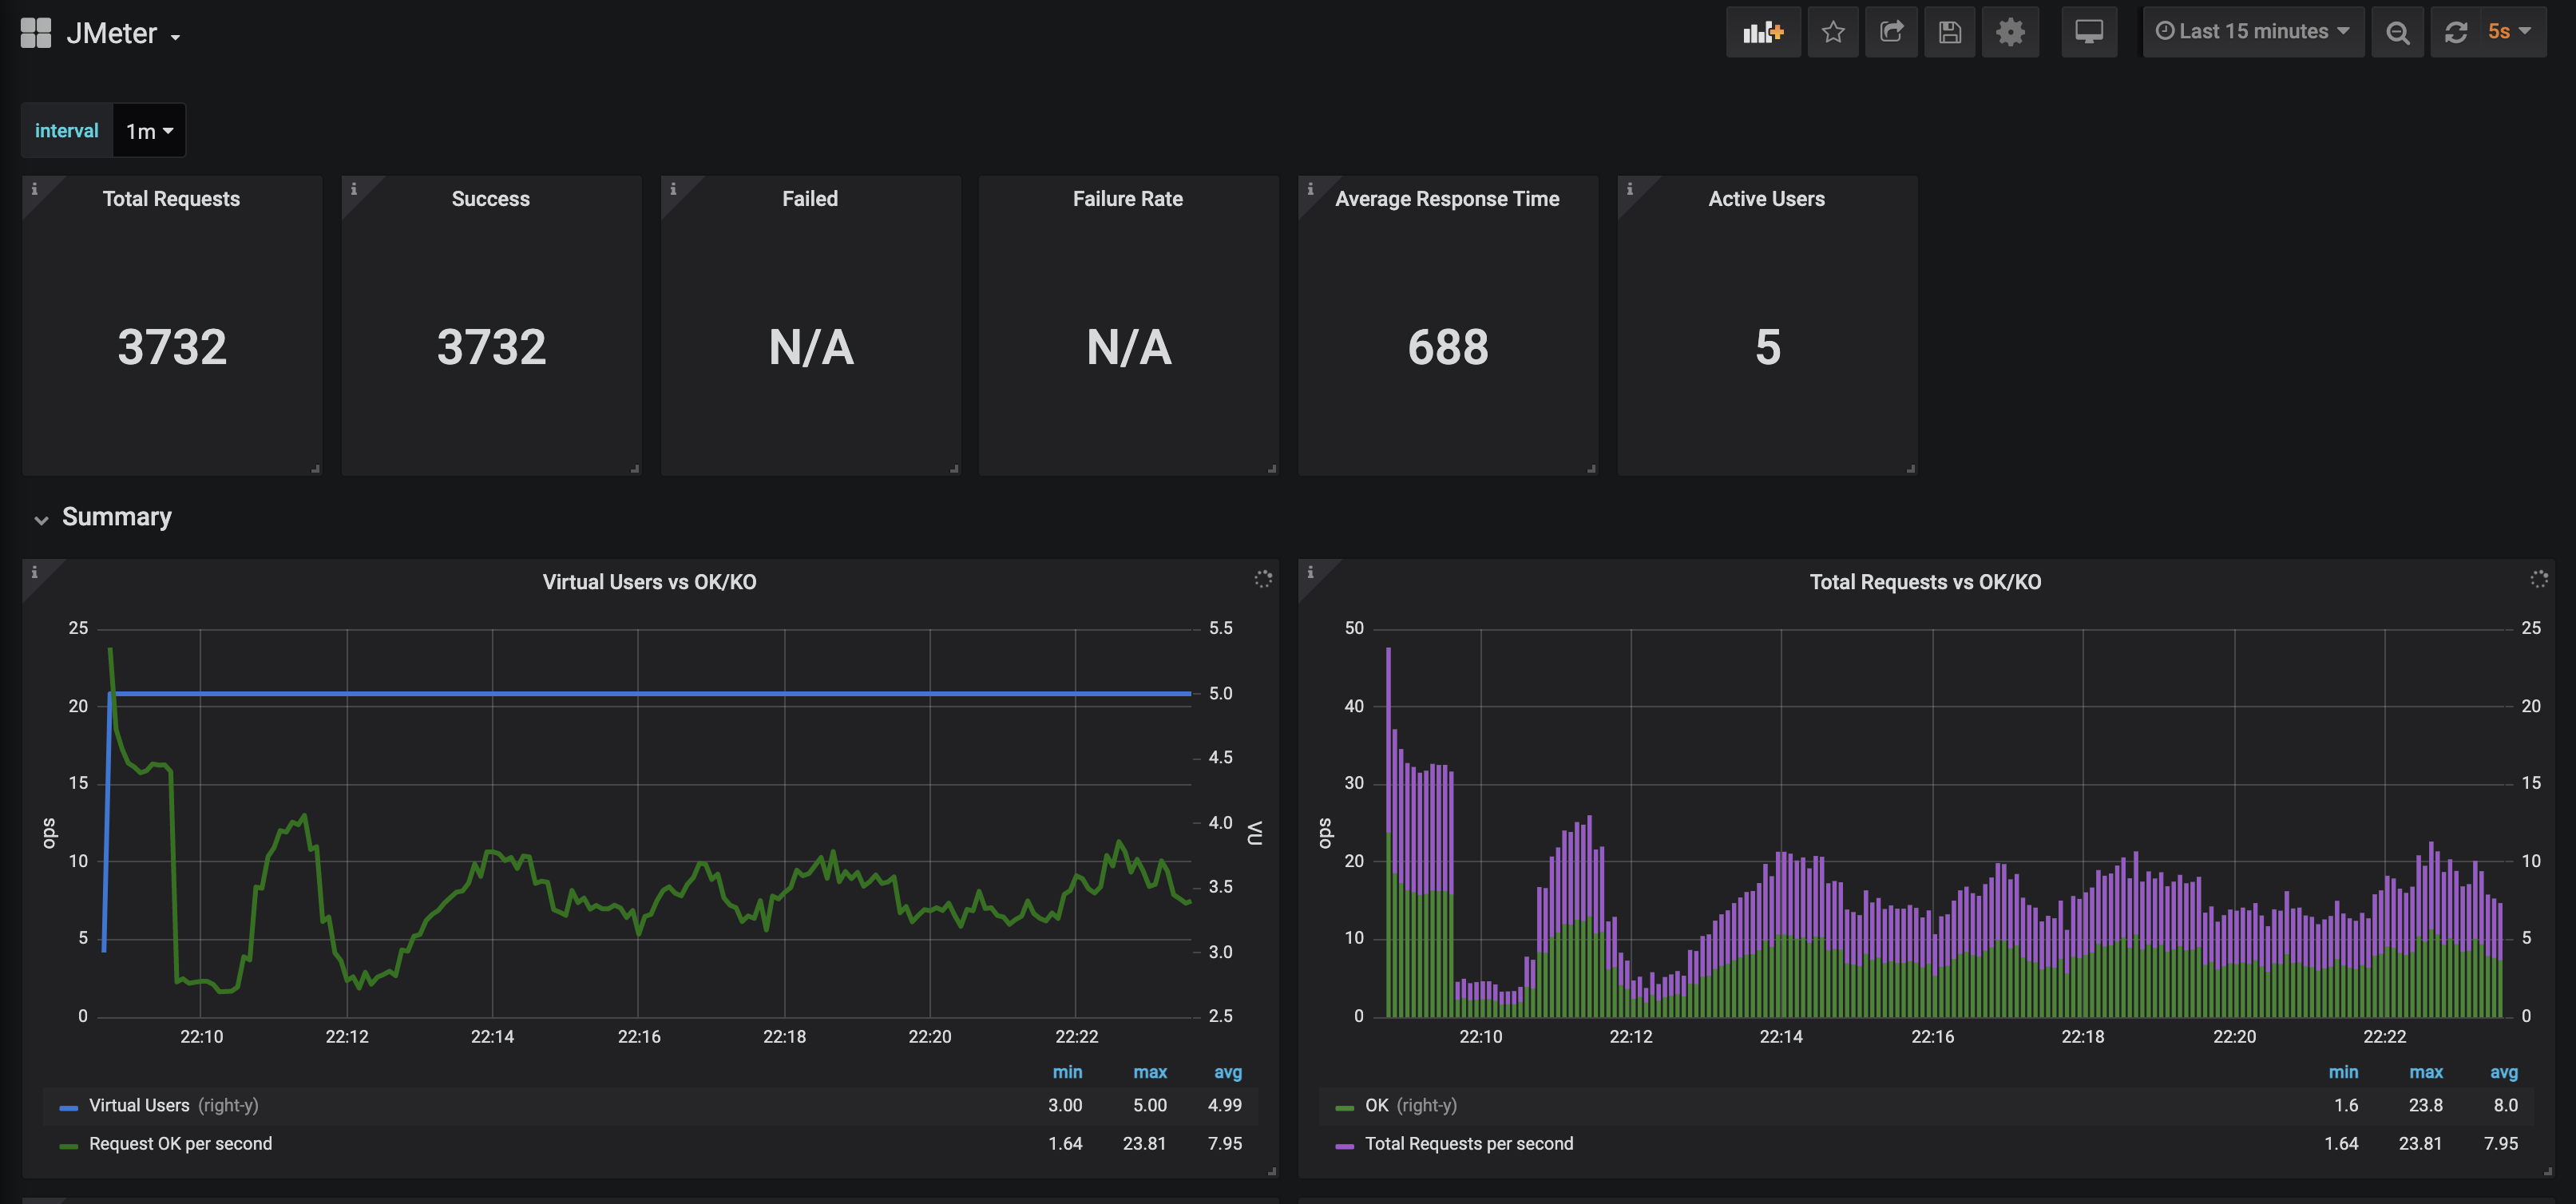 JMeter
Last 15 minutes 5s
interval 1m
Total Requests Success Failed Failure Rate Average Response Time Active Users
3732 3732 N/A N/A 688 5
Summary
Virtual Users vs OK/KO
25 5.5
20 5.0
15 4.5
10 4.0
5 3.5
0 3.0
2.5
ops VU
22:10 22:12 22:14 22:16 22:18 22:20 22:22
min max avg
Virtual Users (right-y) 3.00 5.00 4.99
Request OK per second 1.64 23.81 7.95
Total Requests vs OK/KO
50 25
40 20
30 15
20 10
10 5
0 0
ops
22:10 22:12 22:14 22:16 22:18 22:20 22:22
min max avg
OK (right-y) 1.6 23.8 8.0
Total Requests per second 1.64 23.81 7.95